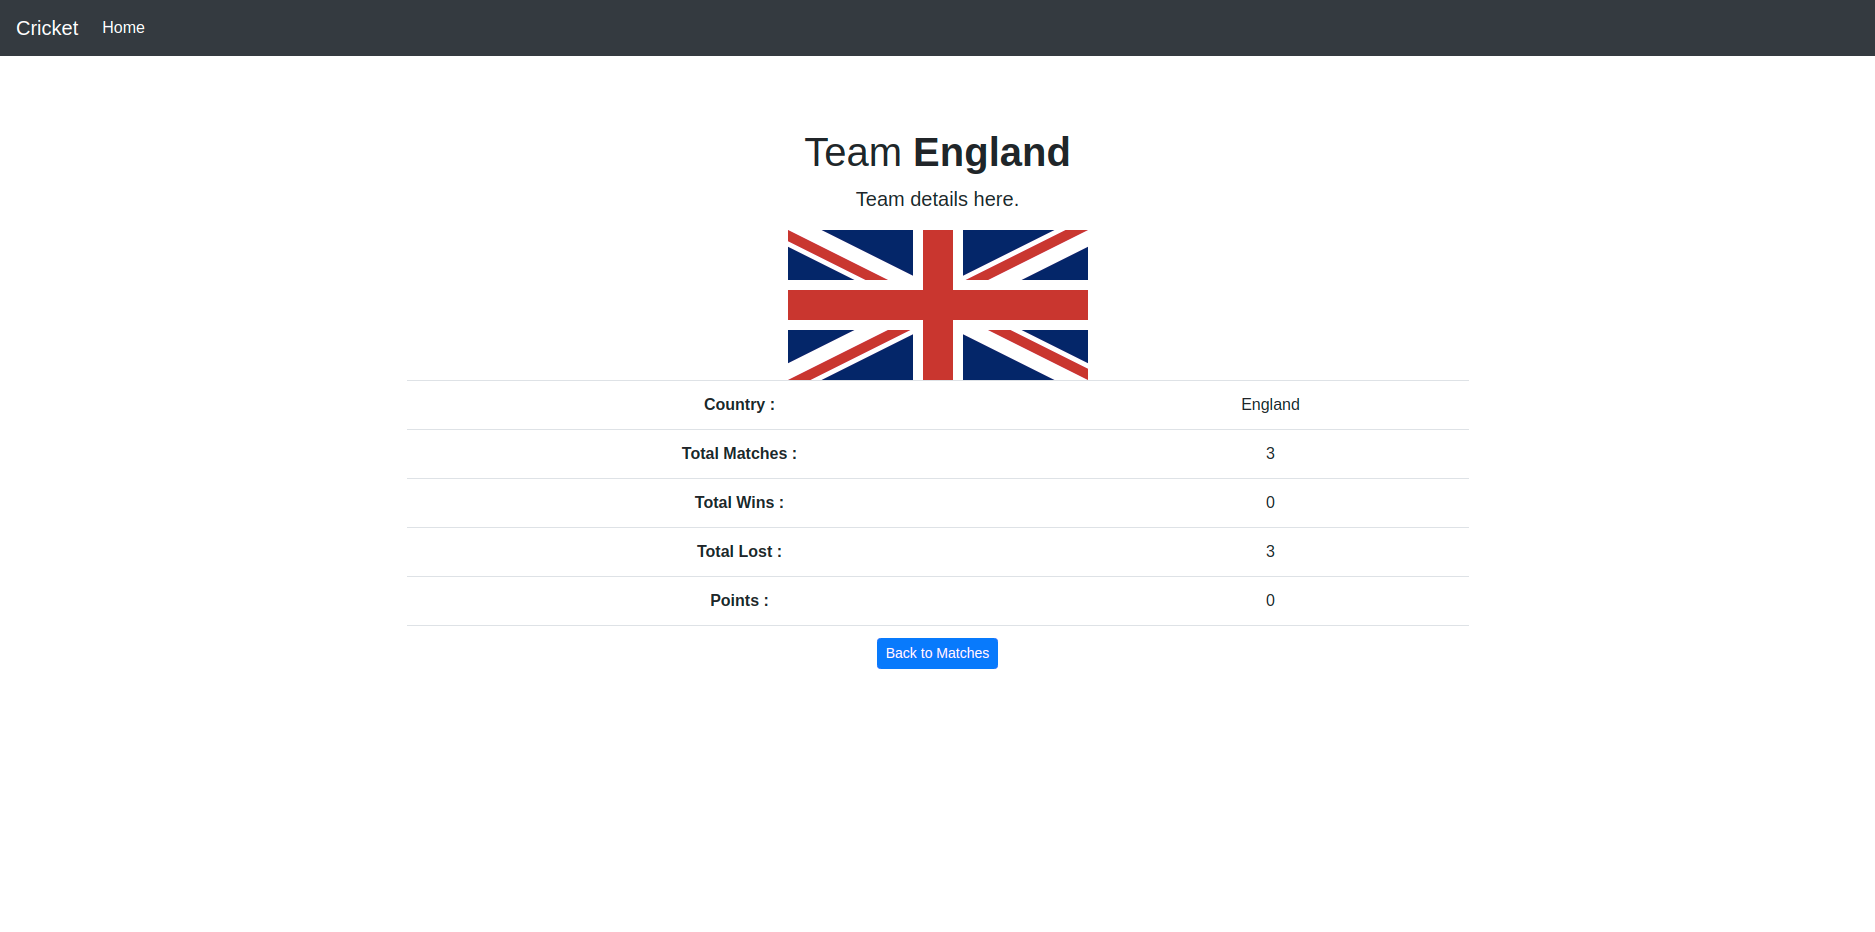 Cricket Home
Team England
Team details here.
Country : England
Total Matches : 3
Total Wins : 0
Total Lost : 3
Points : 0
Back to Matches